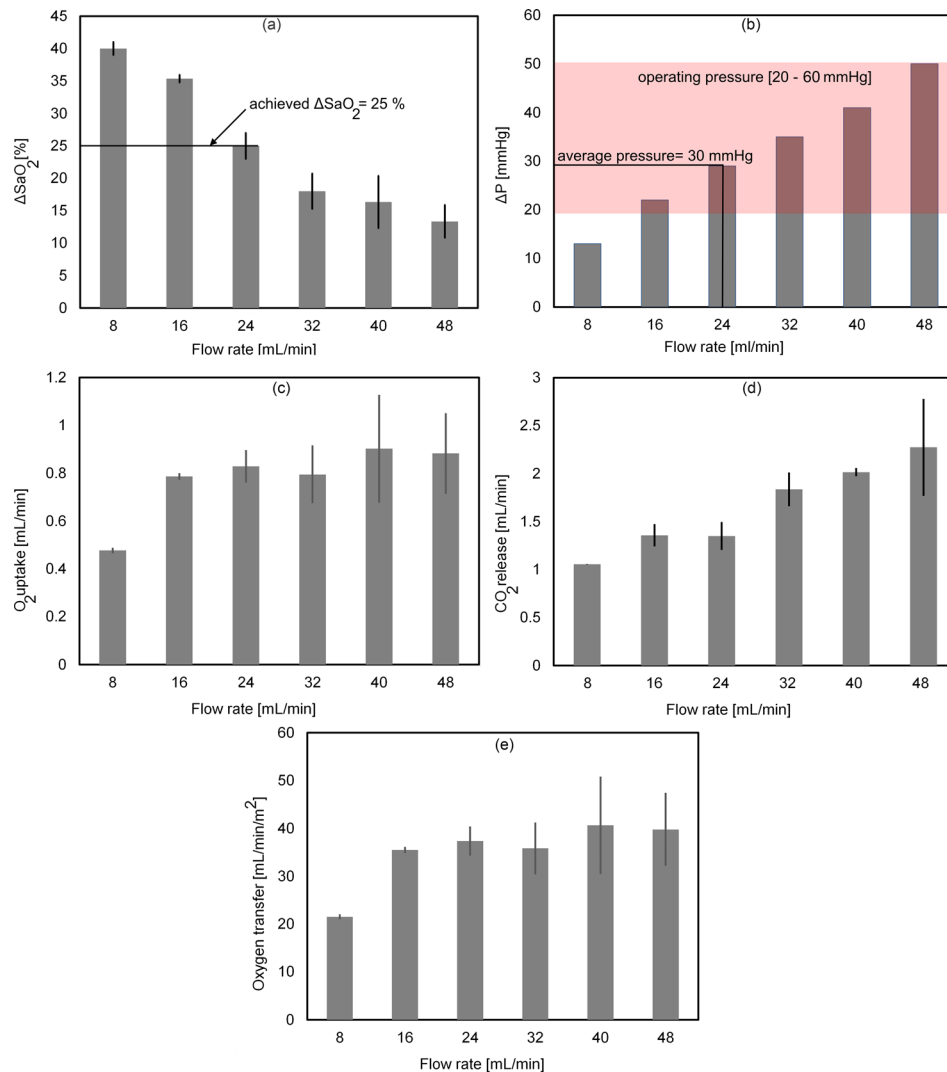 (a)
45
40
35
30
25
20
15
10
5
0
ΔSaO2 [%]
achieved ΔSaO2= 25 %
8 16 24 32 40 48
Flow rate [mL/min]
(b)
60
50
40
30
20
10
0
ΔP [mmHg]
operating pressure [20 - 60 mmHg]
average pressure= 30 mmHg
8 16 24 32 40 48
Flow rate [ml/min]
(c)
1.2
1
0.8
0.6
0.4
0.2
0
O2 uptake [mL/min]
8 16 24 32 40 48
Flow rate [mL/min]
(d)
3
2.5
2
1.5
1
0.5
0
CO2 release [mL/min]
8 16 24 32 40 48
Flow rate [mL/min]
(e)
60
50
40
30
20
10
0
Oxygen transfer [mL/min/m2]
8 16 24 32 40 48
Flow rate [mL/min]